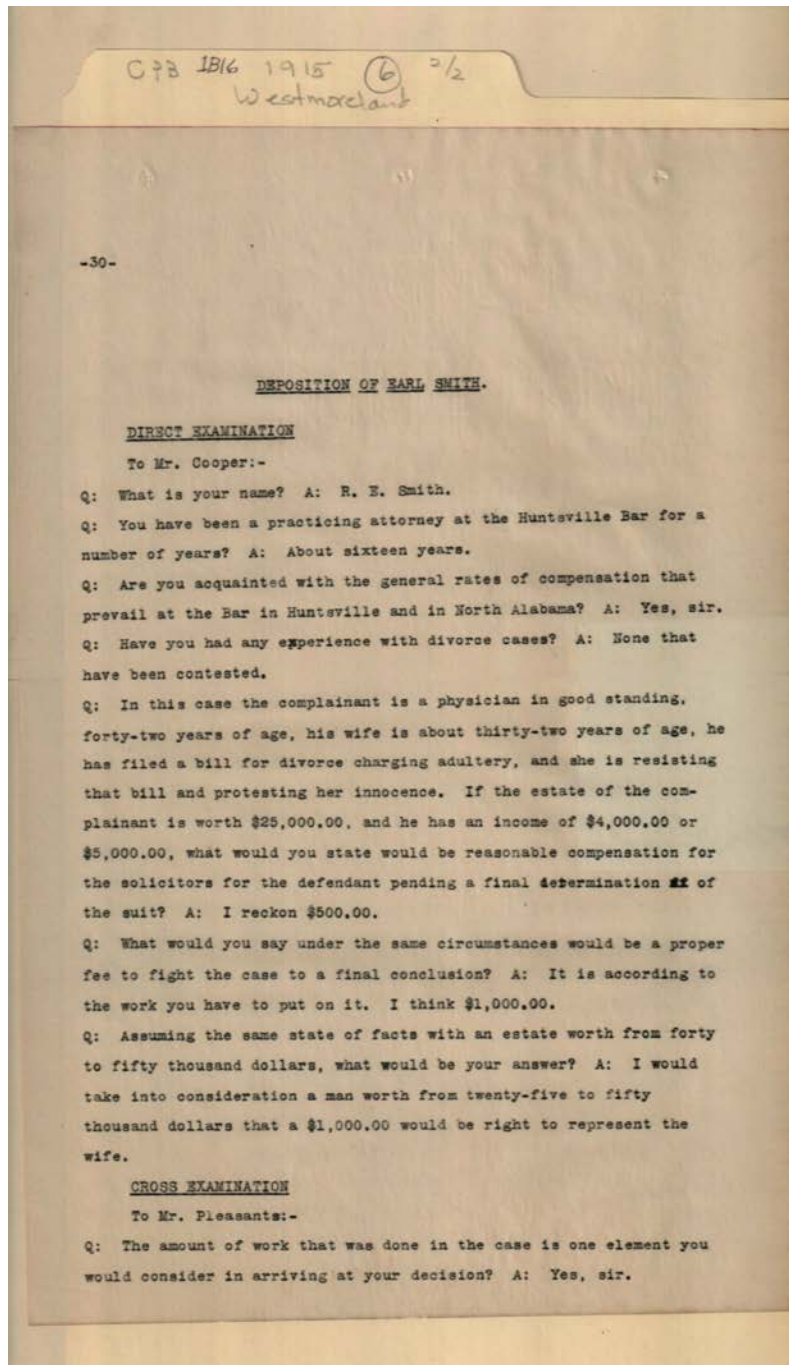 C&B 1B16 1915 6 2/2
Westmoreland
-30-
DEPOSITION OF EARL SMITH.
DIRECT EXAMINATION
To Mr. Cooper:-
Q: What is your name? A: R. E. Smith.
Q: You have been a practicing attorney at the Huntsville Bar for a
number of years? A: About sixteen years.
Q: Are you acquainted with the general rates of compensation that
prevail at the Bar in Huntsville and in North Alabama? A: Yes, sir.
Q: Have you had any experience with divorce cases? A: None that
have been contested.
Q: In this case the complainant is a physician in good standing,
forty-two years of age, his wife is about thirty-two years of age, he
has filed a bill for divorce charging adultery, and she is resisting
that bill and protesting her innocence. If the estate of the com-
plainant is worth $25,000.00, and he has an income of $4,000.00 or
$5,000.00, what would you state would be reasonable compensation for
the solicitors for the defendant pending a final determination of
the suit? A: I reckon $500.00.
Q: What would you say under the same circumstances would be a proper
fee to fight the case to a final conclusion? A: It is according to
the work you have to put on it. I think $1,000.00.
Q: Assuming the same state of facts with an estate worth from forty
to fifty thousand dollars, what would be your answer? A: I would
take into consideration a man worth from twenty-five to fifty
thousand dollars that a $1,000.00 would be right to represent the
wife.
CROSS EXAMINATION
To Mr. Pleasants:-
Q: The amount of work that was done in the case is one element you
would consider in arriving at your decision? A: Yes, sir.